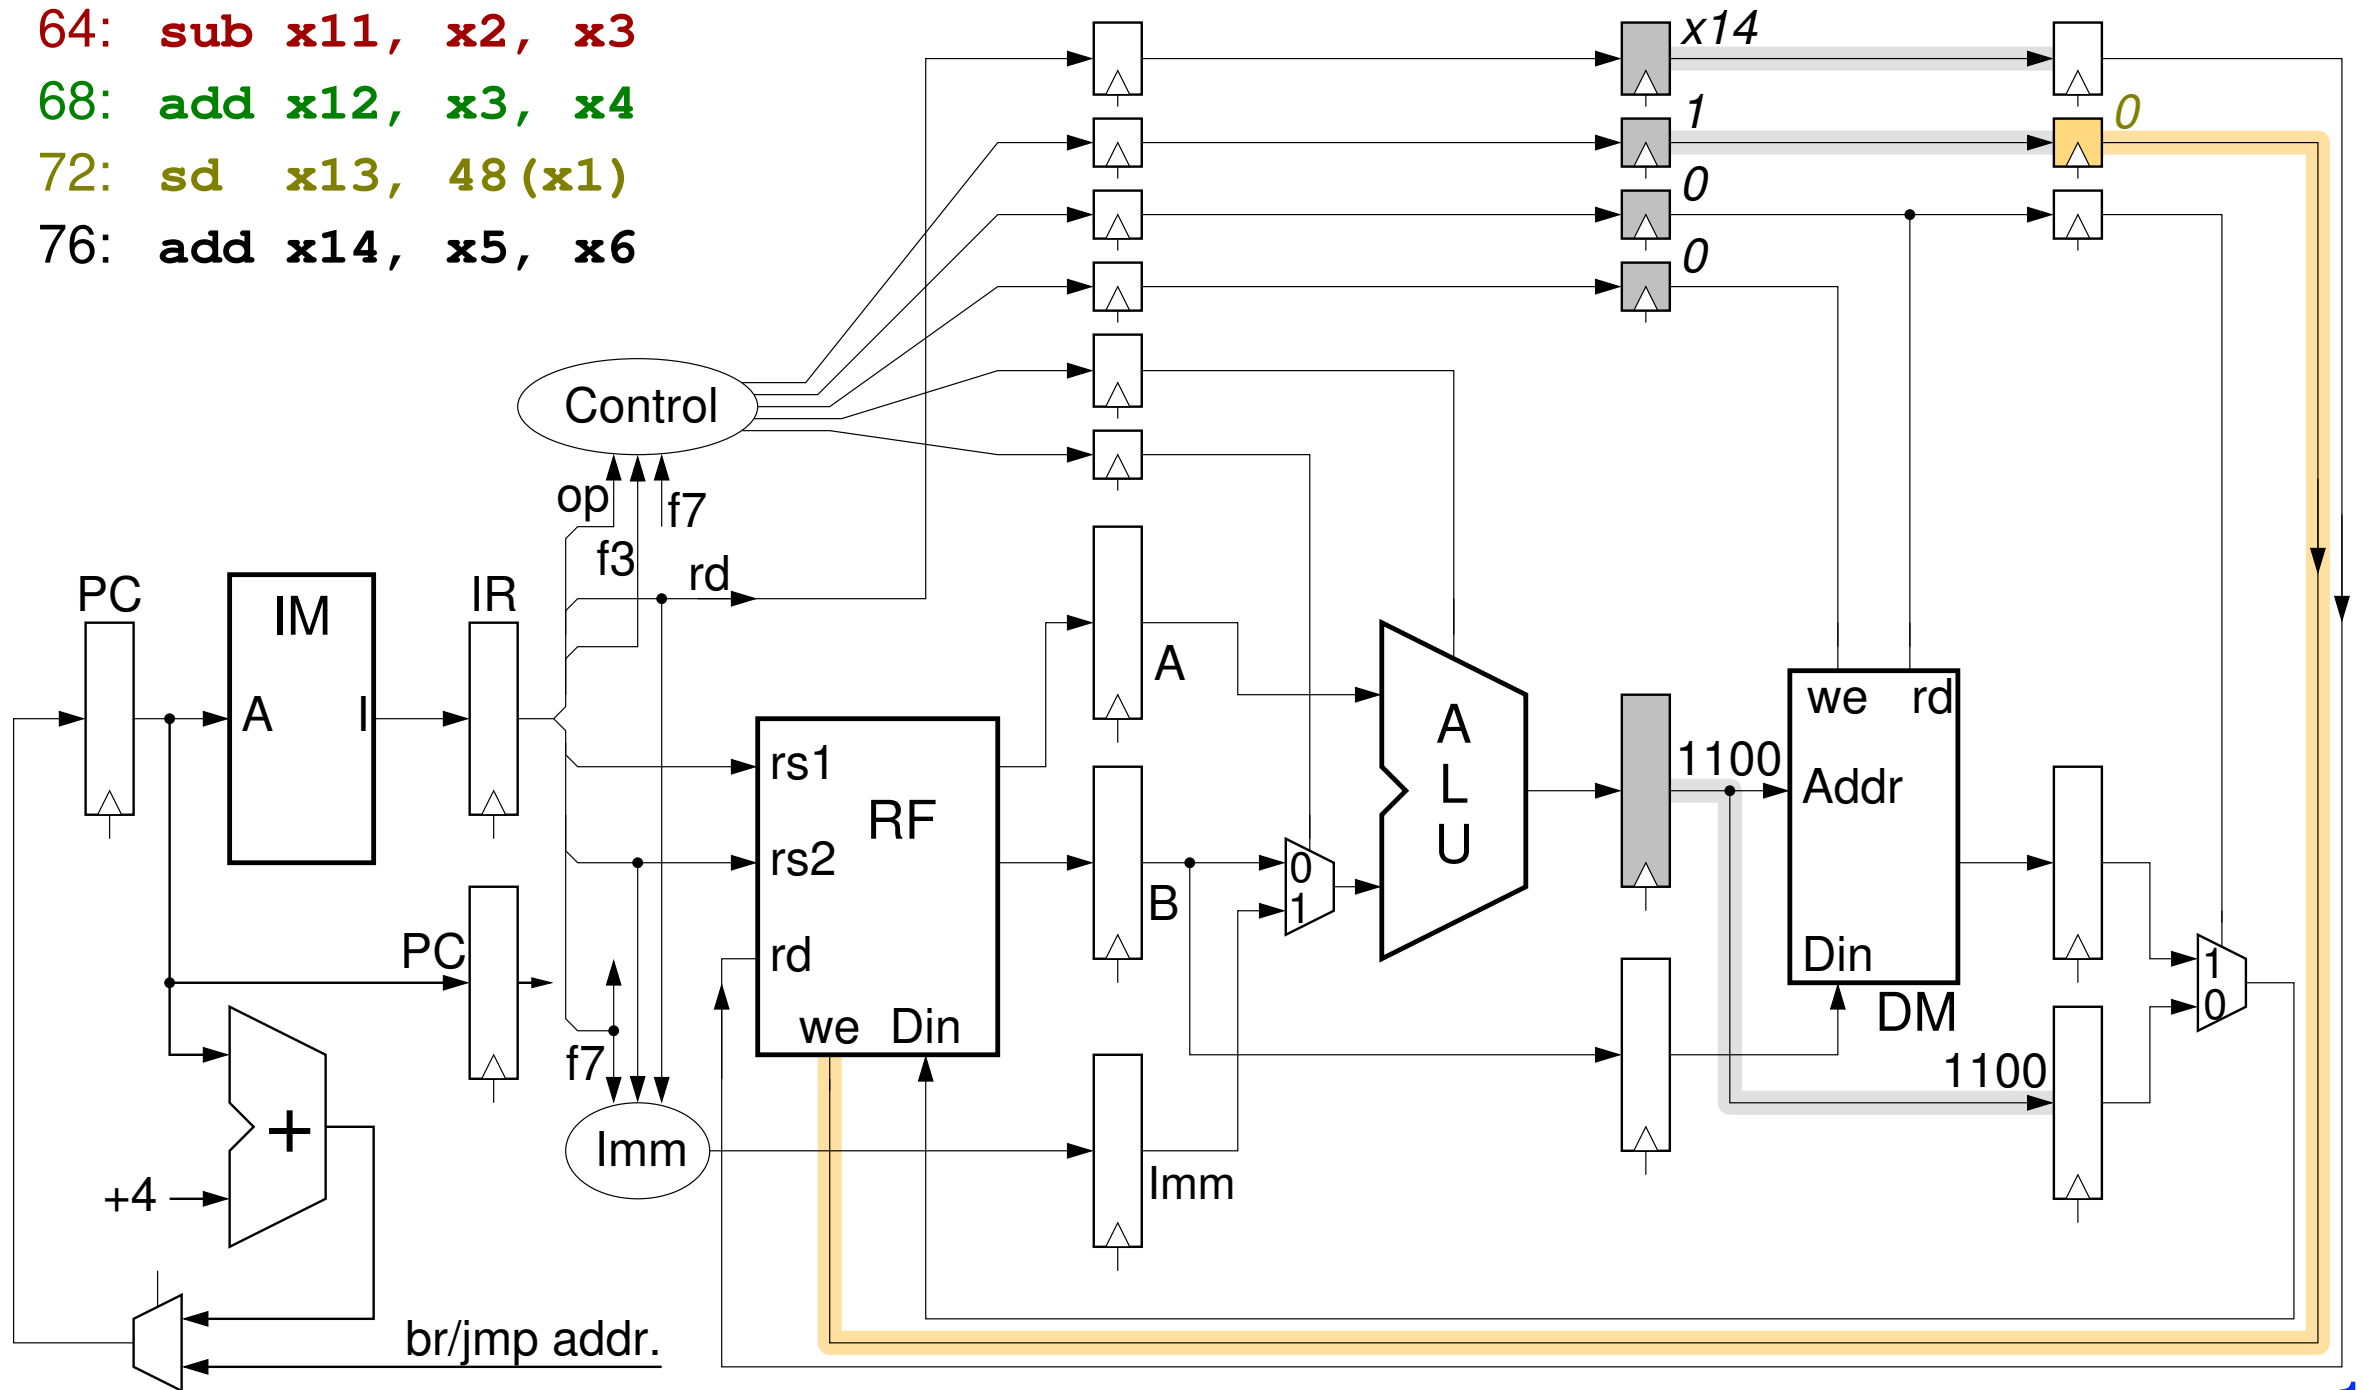 64: sub x11, x2, x3
68: add x12, x3, x4
72: sd x13, 48(x1)
76: add x14, x5, x6
x14
1
0
0
0
Control
op
f7
f3
rd
PC
IM
A
I
IR
PC
+
+4
br/jmp addr.
f7
Imm
rs1
RF
rs2
rd
we Din
A
B
Imm
0
1
A
L
U
1100
we rd
Addr
Din
DM
1100
1
0